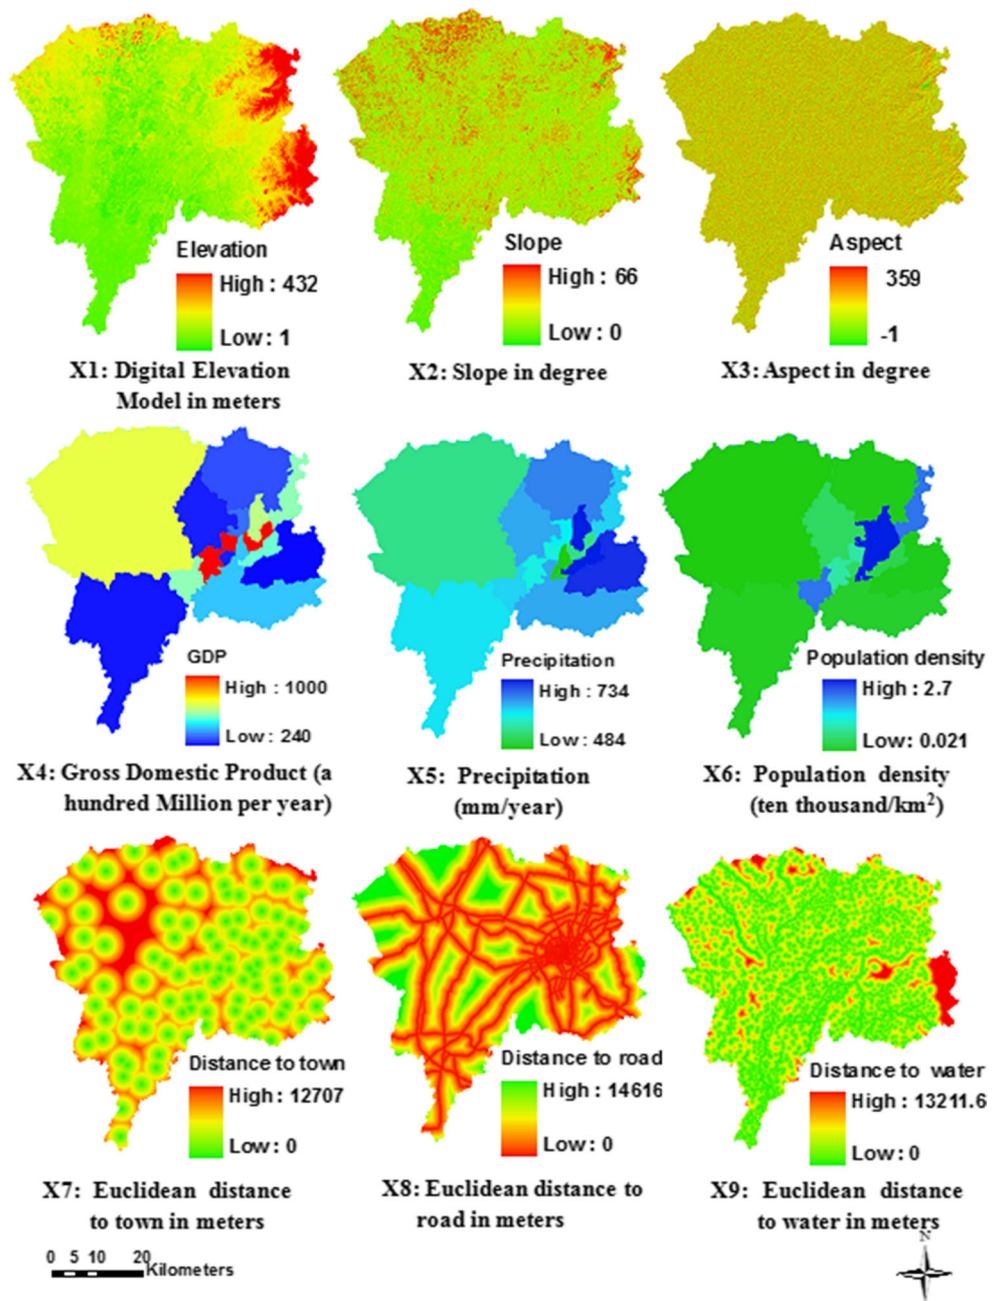 Elevation
High : 432
Low : 1
X1: Digital Elevation
Model in meters
Slope
High : 66
Low : 0
X2: Slope in degree
Aspect
359
-1
X3: Aspect in degree
GDP
High : 1000
Low : 240
X4: Gross Domestic Product (a
hundred Million per year)
Precipitation
High : 734
Low : 484
X5: Precipitation
(mm/year)
Population density
High : 2.7
Low: 0.021
X6: Population density
(ten thousand/km²)
Distance to town
High : 12707
Low : 0
X7: Euclidean distance
to town in meters
Distance to road
High : 14616
Low : 0
X8: Euclidean distance to
road in meters
Distance to water
High : 13211.6
Low : 0
X9: Euclidean distance
to water in meters
0 5 10 20
Kilometers
N